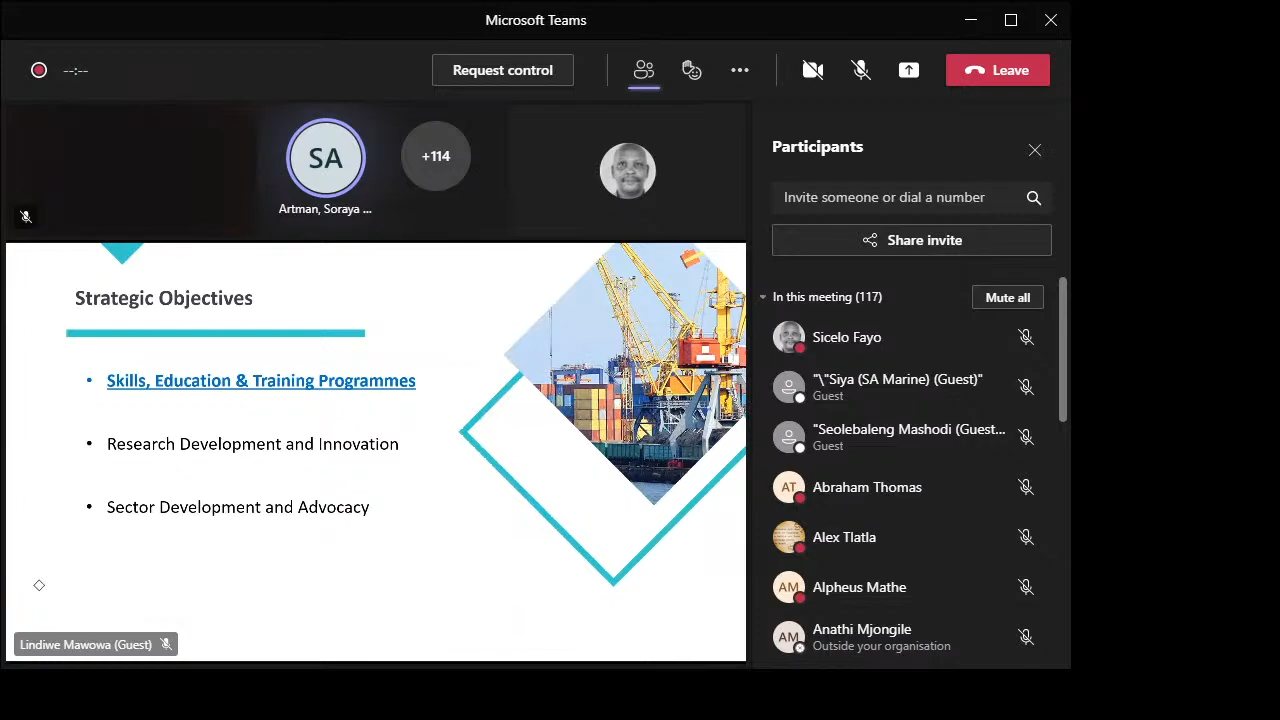 Microsoft Teams
--:--
Request control
Leave
SA
+114
Artman, Soraya ...
Strategic Objectives
• Skills, Education & Training Programmes
• Research Development and Innovation
• Sector Development and Advocacy
Lindiwe Mawowa (Guest)
Participants
Invite someone or dial a number
Share invite
In this meeting (117)
Mute all
Sicelo Fayo
"\"Siya (SA Marine) (Guest)"
Guest
"Seolebaleng Mashodi (Guest...
Guest
AT
Abraham Thomas
Alex Tlatla
AM
Alpheus Mathe
AM
Anathi Mjongile
Outside your organisation